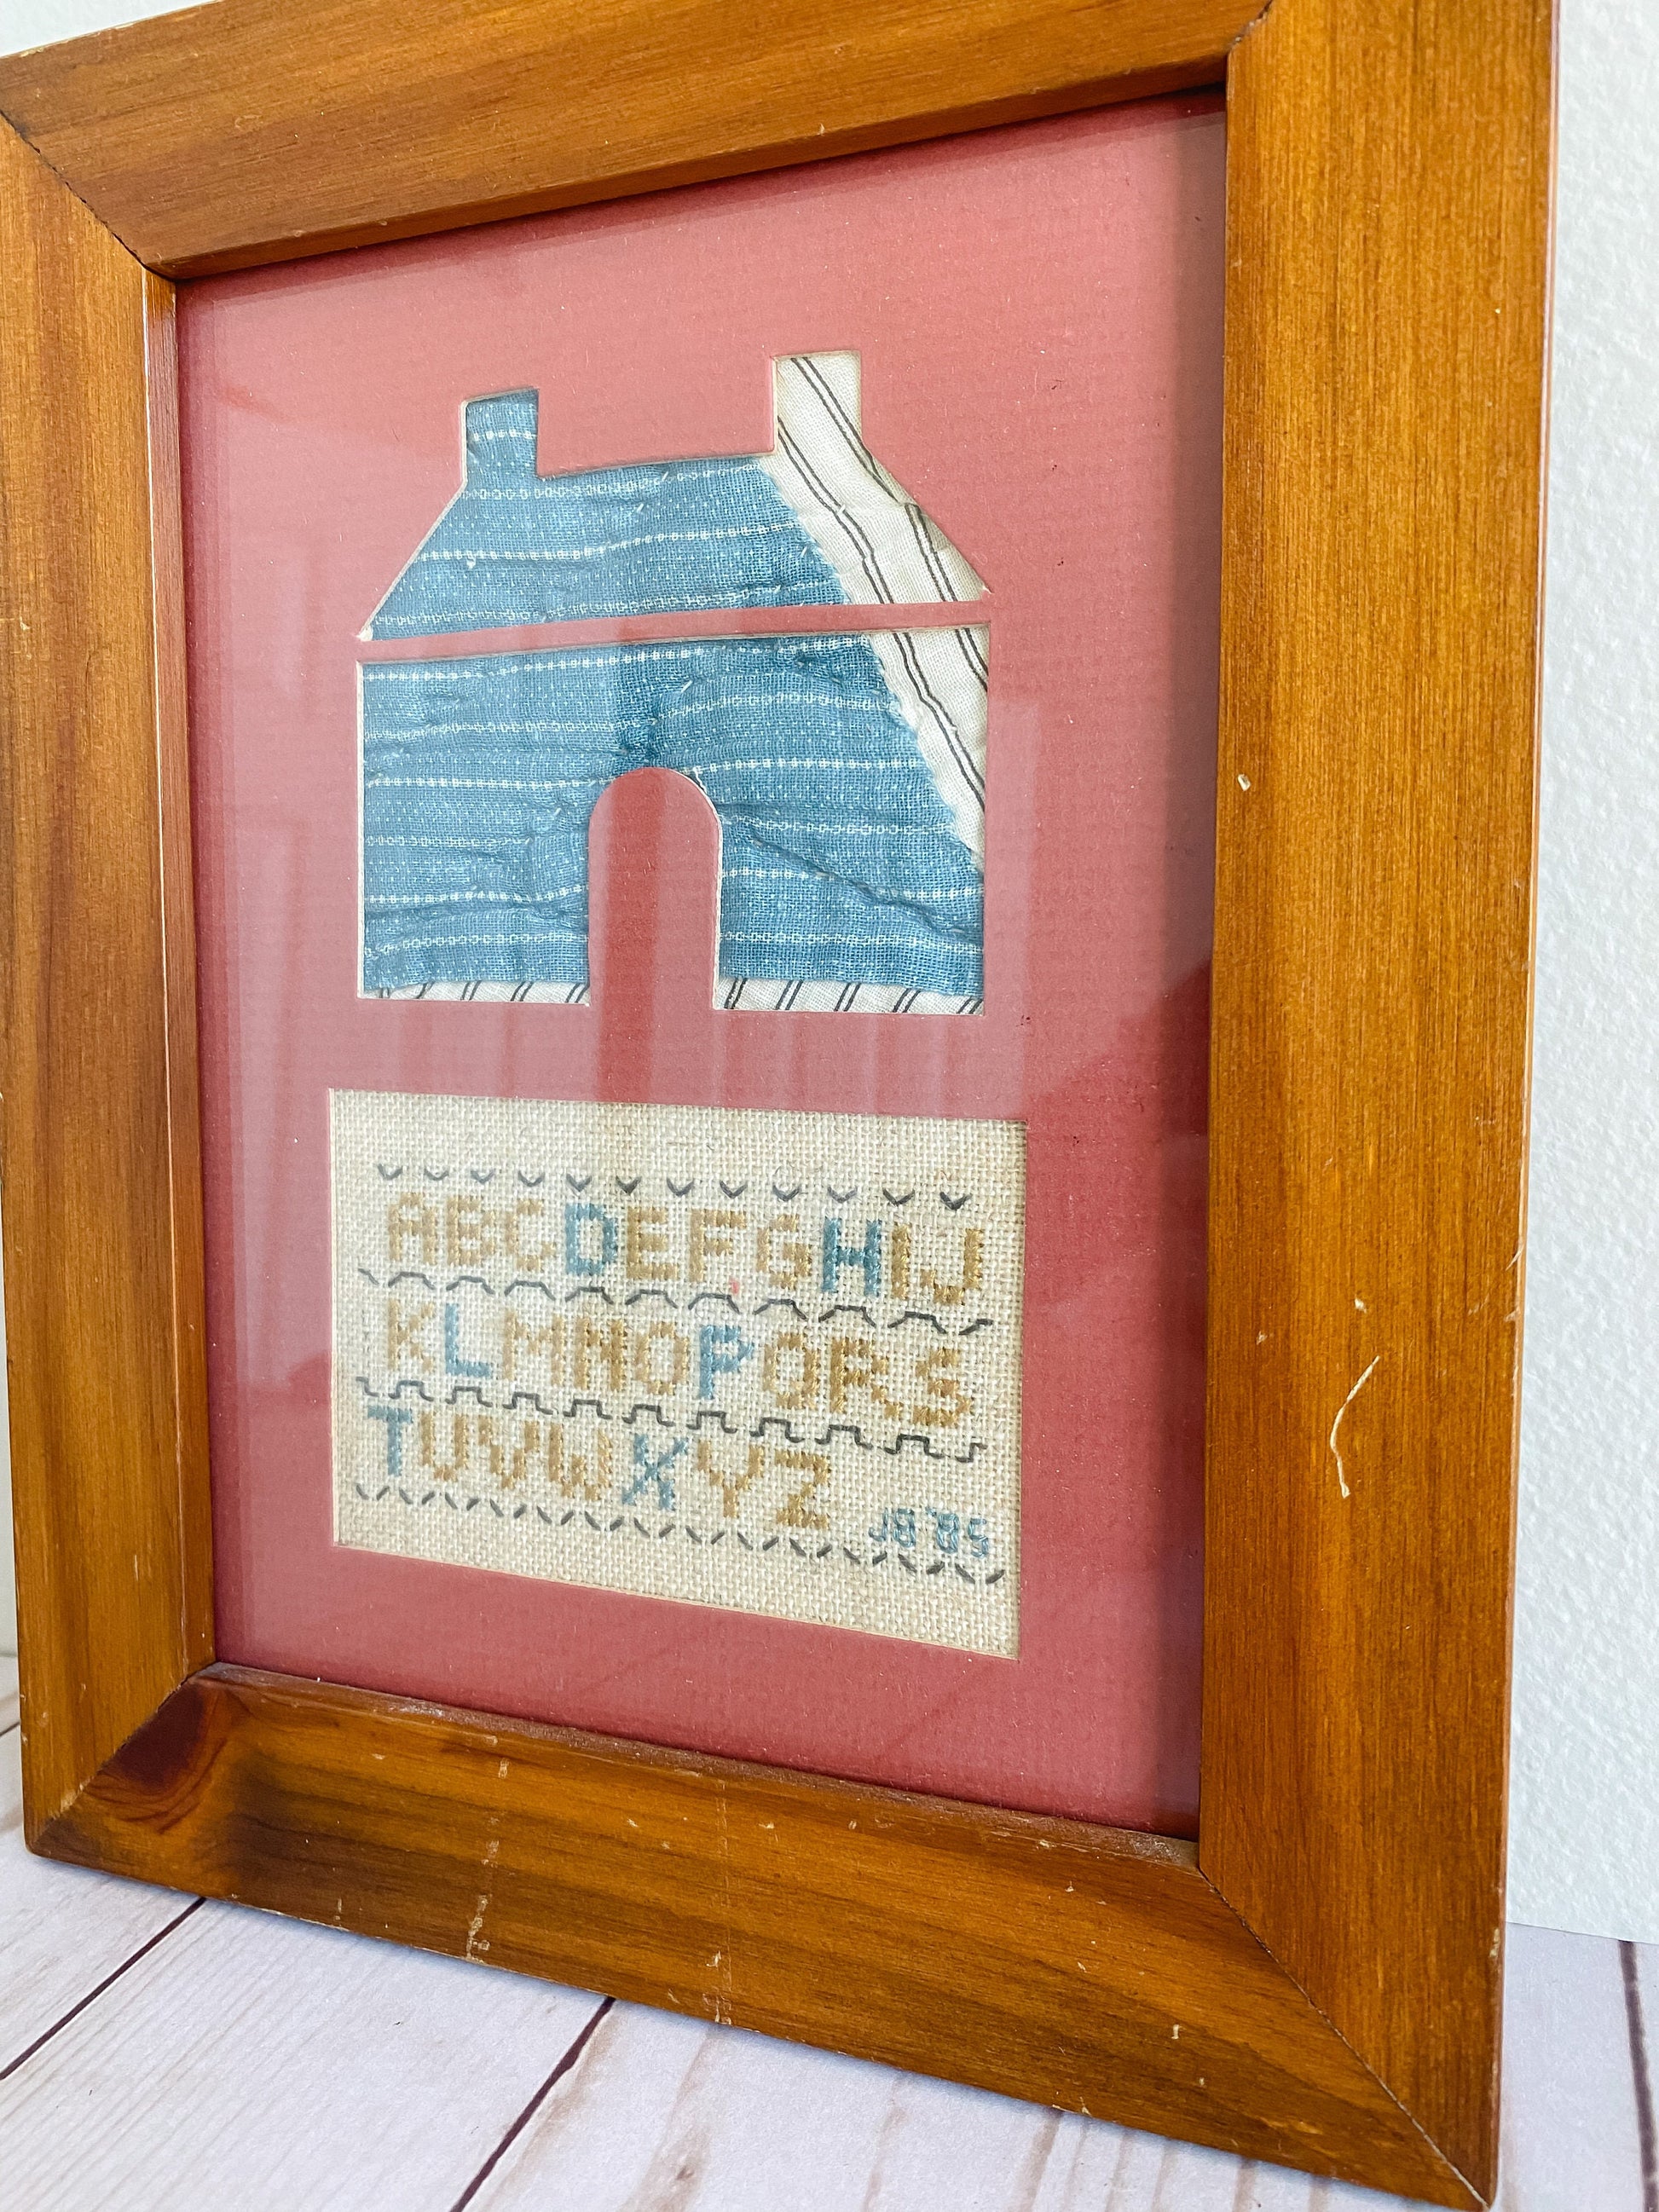 ABCDEFGHIJ
KLMNOPQRS
TUVWXYZ JB '85